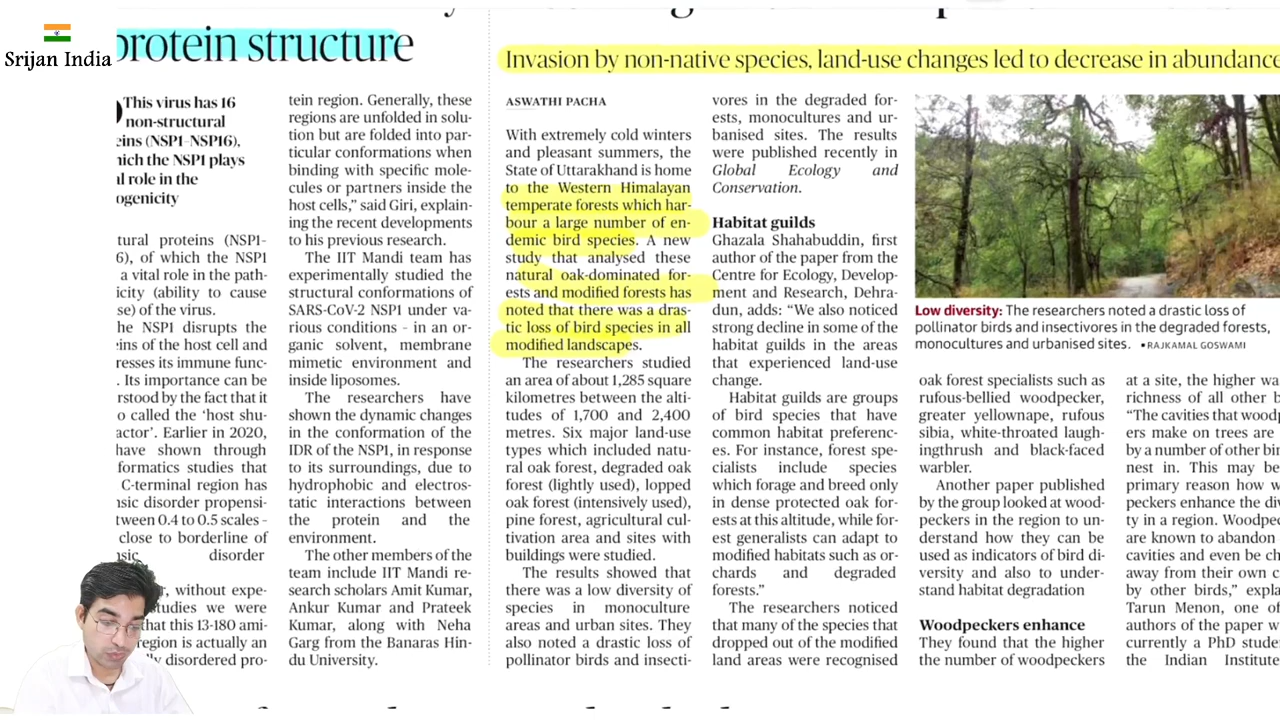 Srijan India
protein structure
This virus has 16
non-structural
eins (NSP1-NSP16),
hich the NSP1 plays
al role in the
ogenicity
tural proteins (NSP1-
6), of which the NSP1
a vital role in the path-
icity (ability to cause
se) of the virus.
he NSP1 disrupts the
eins of the host cell and
resses its immune func-
. Its importance can be
rstood by the fact that it
o called the ‘host shu-
actor’. Earlier in 2020,
have shown through
formatics studies that
C-terminal region has
nsic disorder propensi-
tween 0.4 to 0.5 scales -
close to borderline of
nsic disorder
r, without expe-
tudies we were
that this 13-180 ami-
region is actually an
lly disordered pro-
tein region. Generally, these
regions are unfolded in solu-
tion but are folded into par-
ticular conformations when
binding with specific mole-
cules or partners inside the
host cells,” said Giri, explain-
ing the recent developments
to his previous research.
The IIT Mandi team has
experimentally studied the
structural conformations of
SARS-CoV-2 NSP1 under va-
rious conditions - in an or-
ganic solvent, membrane
mimetic environment and
inside liposomes.
The researchers have
shown the dynamic changes
in the conformation of the
IDR of the NSP1, in response
to its surroundings, due to
hydrophobic and electros-
tatic interactions between
the protein and the
environment.
The other members of the
team include IIT Mandi re-
search scholars Amit Kumar,
Ankur Kumar and Prateek
Kumar, along with Neha
Garg from the Banaras Hin-
du University.
Invasion by non-native species, land-use changes led to decrease in abundance
ASWATHI PACHA
With extremely cold winters
and pleasant summers, the
State of Uttarakhand is home
to the Western Himalayan
temperate forests which har-
bour a large number of en-
demic bird species. A new
study that analysed these
natural oak-dominated for-
ests and modified forests has
noted that there was a dras-
tic loss of bird species in all
modified landscapes.
The researchers studied
an area of about 1,285 square
kilometres between the alti-
tudes of 1,700 and 2,400
metres. Six major land-use
types which included natu-
ral oak forest, degraded oak
forest (lightly used), lopped
oak forest (intensively used),
pine forest, agricultural cul-
tivation area and sites with
buildings were studied.
The results showed that
there was a low diversity of
species in monoculture
areas and urban sites. They
also noted a drastic loss of
pollinator birds and insecti-
vores in the degraded for-
ests, monocultures and ur-
banised sites. The results
were published recently in
Global Ecology and
Conservation.
Habitat guilds
Ghazala Shahabuddin, first
author of the paper from the
Centre for Ecology, Develop-
ment and Research, Dehra-
dun, adds: “We also noticed
strong decline in some of the
habitat guilds in the areas
that experienced land-use
change.
Habitat guilds are groups
of bird species that have
common habitat preferenc-
es. For instance, forest spe-
cialists include species
which forage and breed only
in dense protected oak for-
ests at this altitude, while for-
est generalists can adapt to
modified habitats such as or-
chards and degraded
forests.”
The researchers noticed
that many of the species that
dropped out of the modified
land areas were recognised
Low diversity: The researchers noted a drastic loss of
pollinator birds and insectivores in the degraded forests,
monocultures and urbanised sites. • RAJKAMAL GOSWAMI
oak forest specialists such as
rufous-bellied woodpecker,
greater yellownape, rufous
sibia, white-throated laugh-
ingthrush and black-faced
warbler.
Another paper published
by the group looked at wood-
peckers in the region to un-
derstand how they can be
used as indicators of bird di-
versity and also to under-
stand habitat degradation
Woodpeckers enhance
They found that the higher
the number of woodpeckers
at a site, the higher wa
richness of all other b
“The cavities that woodp
ers make on trees are
by a number of other bir
nest in. This may be
primary reason how w
peckers enhance the div
ty in a region. Woodpec
are known to abandon
cavities and even be ch
away from their own c
by other birds,” expla
Tarun Menon, one of
authors of the paper w
currently a PhD stude
the Indian Institute